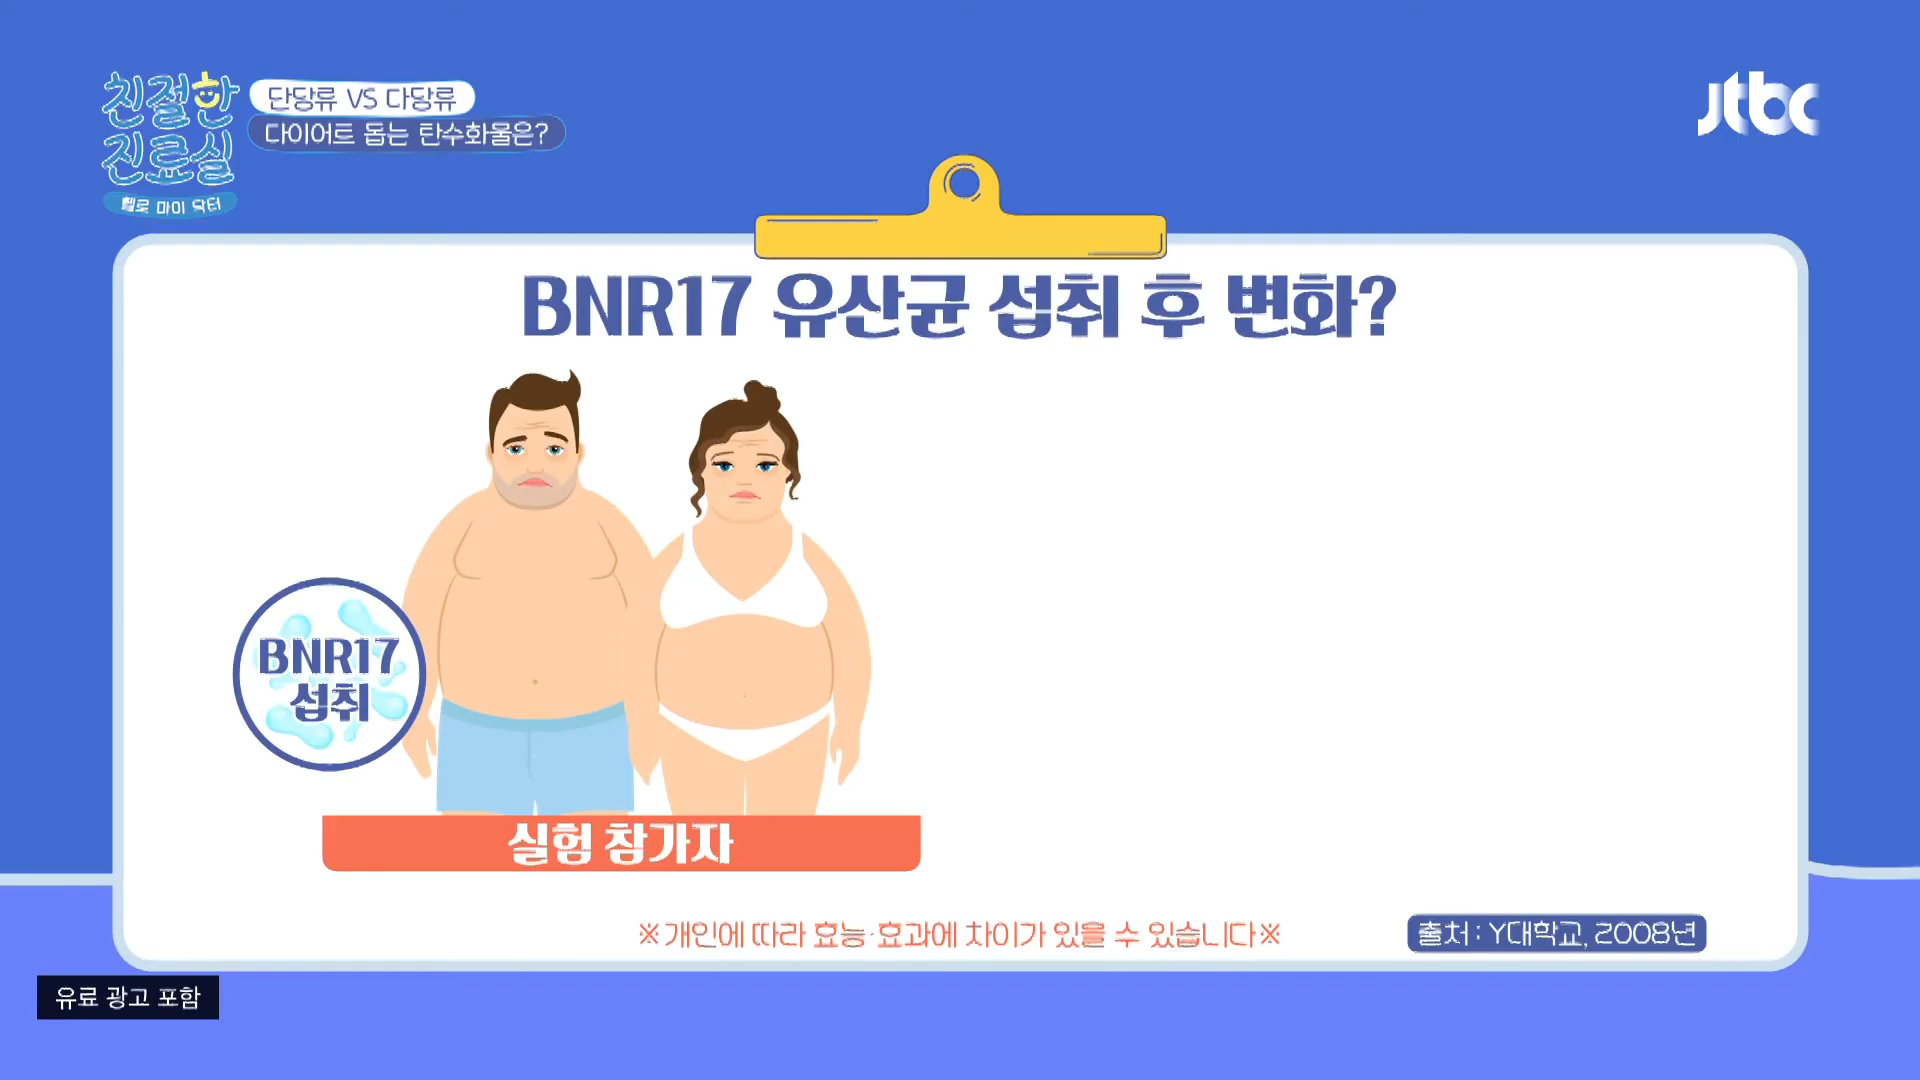 친절한
진료실
헬로 마이 닥터
단당류 VS 다당류
다이어트 돕는 탄수화물은?
jtbc
BNR17 유산균 섭취 후 변화?
BNR17
섭취
실험 참가자
※개인에 따라 효능·효과에 차이가 있을 수 있습니다※
출처 : Y대학교, 2008년
유료 광고 포함